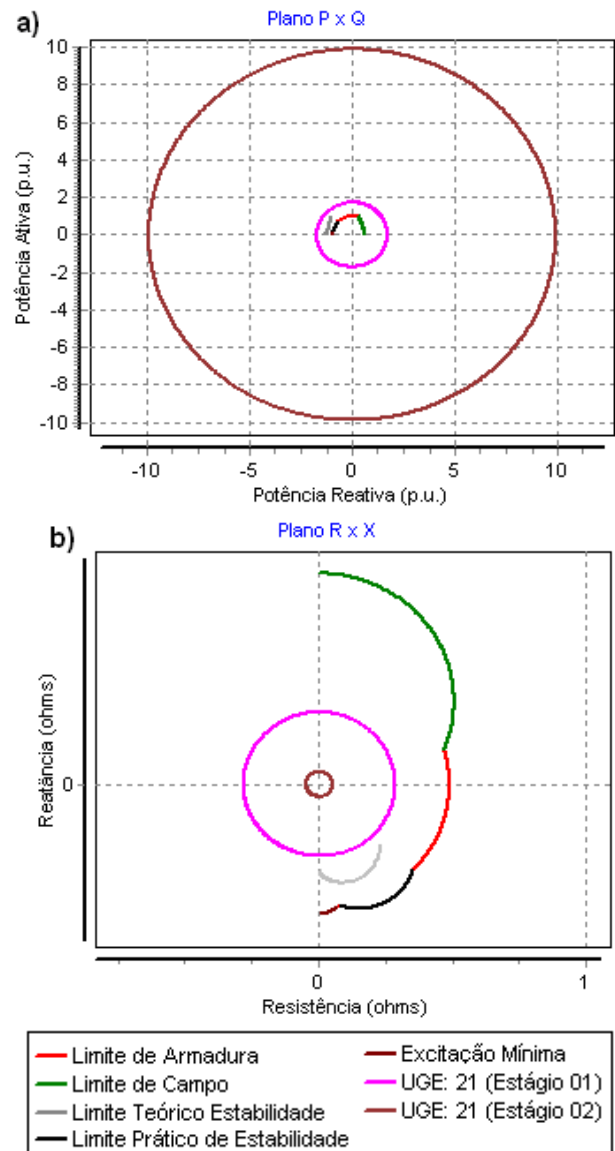 a)
Plano P x Q
Potência Ativa (p.u.)
10
8
6
4
2
0
-2
-4
-6
-8
-10
-10 -5 0 5 10
Potência Reativa (p.u.)
b)
Plano R x X
Reatância (ohms)
0
0 1
Resistência (ohms)
Limite de Armadura
Limite de Campo
Limite Teórico Estabilidade
Limite Prático de Estabilidade
Excitação Mínima
UGE: 21 (Estágio 01)
UGE: 21 (Estágio 02)